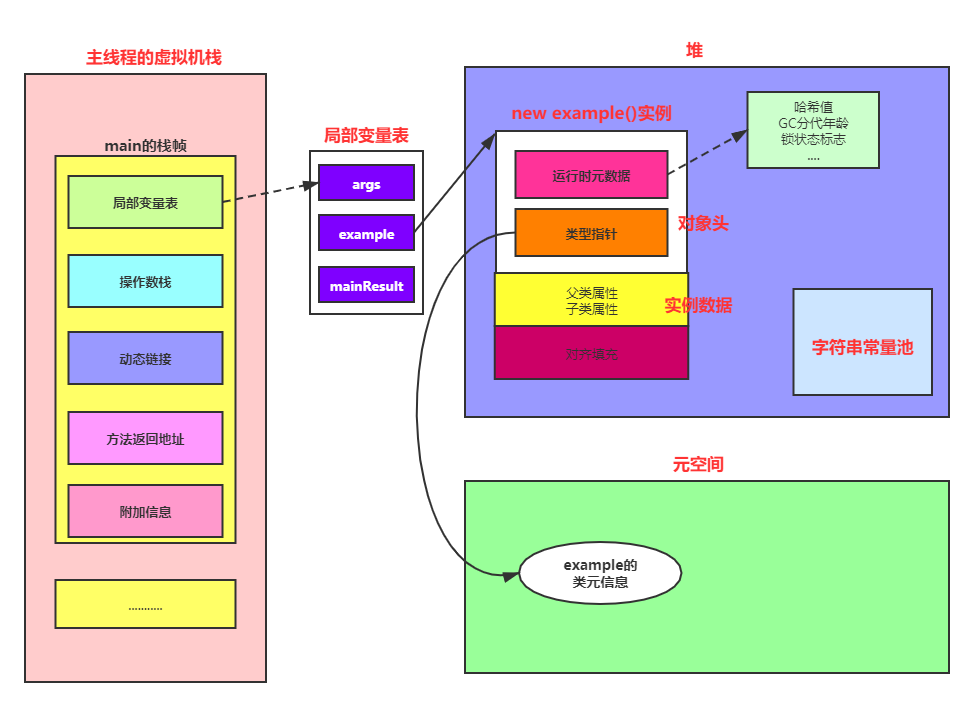 主线程的虚拟机栈
main的栈帧
局部变量表
操作数栈
动态链接
方法返回地址
附加信息
...........
局部变量表
args
example
mainResult
堆
new example()实例
运行时元数据
类型指针
对象头
父类属性
子类属性
实例数据
对齐填充
哈希值
GC分代年龄
锁状态标志
....
字符串常量池
元空间
example的
类元信息